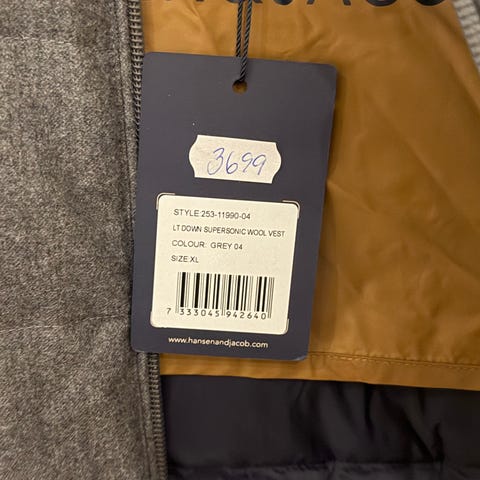 3699
STYLE:253-11990-04
LT DOWN SUPERSONIC WOOL VEST
COLOUR: GREY 04
SIZE:XL
7 333045 942640
www.hansenandjacob.com